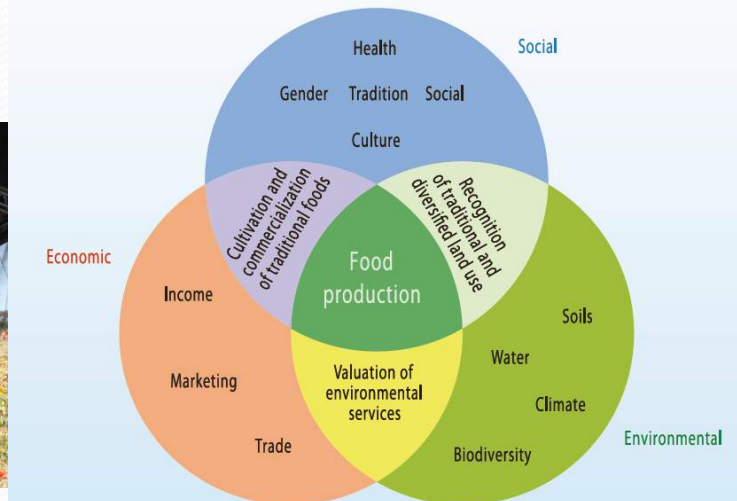 Health
Social
Gender Tradition Social
Culture
Cultivation and
commercialization
of traditional foods
Recognition
of traditional and
diversified land use
Economic
Food
production
Income
Soils
Water
Marketing
Valuation of
environmental
services
Climate
Trade
Biodiversity
Environmental